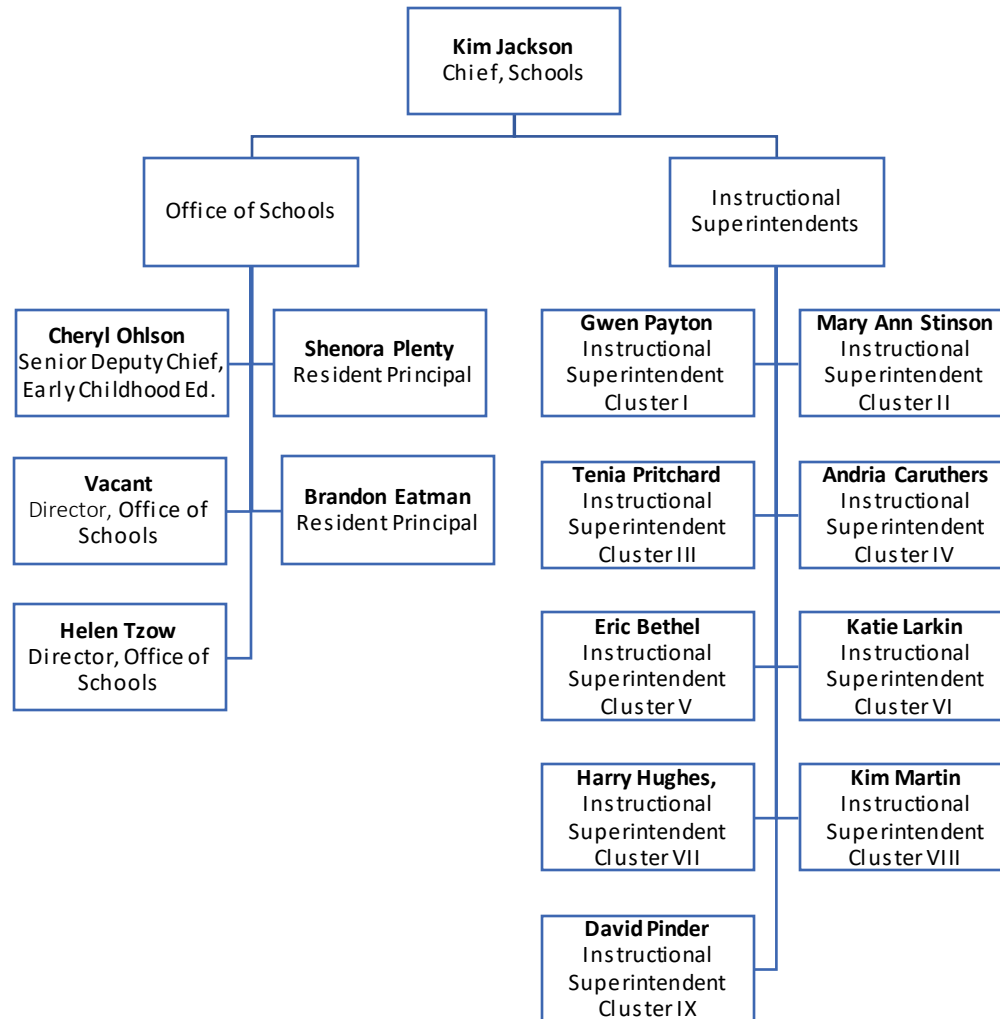 Kim Jackson
Chief, Schools
Office of Schools
Instructional
Superintendents
Cheryl Ohlson
Senior Deputy Chief,
Early Childhood Ed.
Shenora Plenty
Resident Principal
Vacant
Director, Office of
Schools
Brandon Eatman
Resident Principal
Helen Tzow
Director, Office of
Schools
Gwen Payton
Instructional
Superintendent
Cluster I
Mary Ann Stinson
Instructional
Superintendent
Cluster II
Tenia Pritchard
Instructional
Superintendent
Cluster III
Andria Caruthers
Instructional
Superintendent
Cluster IV
Eric Bethel
Instructional
Superintendent
Cluster V
Katie Larkin
Instructional
Superintendent
Cluster VI
Harry Hughes,
Instructional
Superintendent
Cluster VII
Kim Martin
Instructional
Superintendent
Cluster VIII
David Pinder
Instructional
Superintendent
Cluster IX